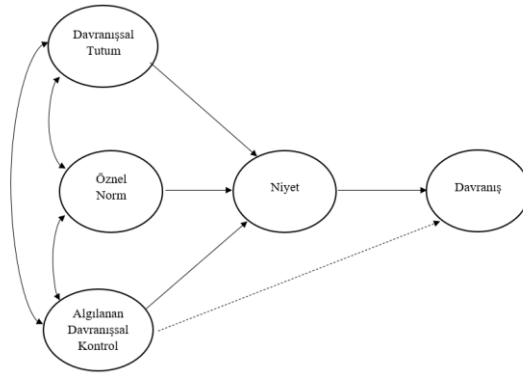 Davranışsal
Tutum
Öznel
Norm
Niyet
Davranış
Algılanan
Davranışsal
Kontrol